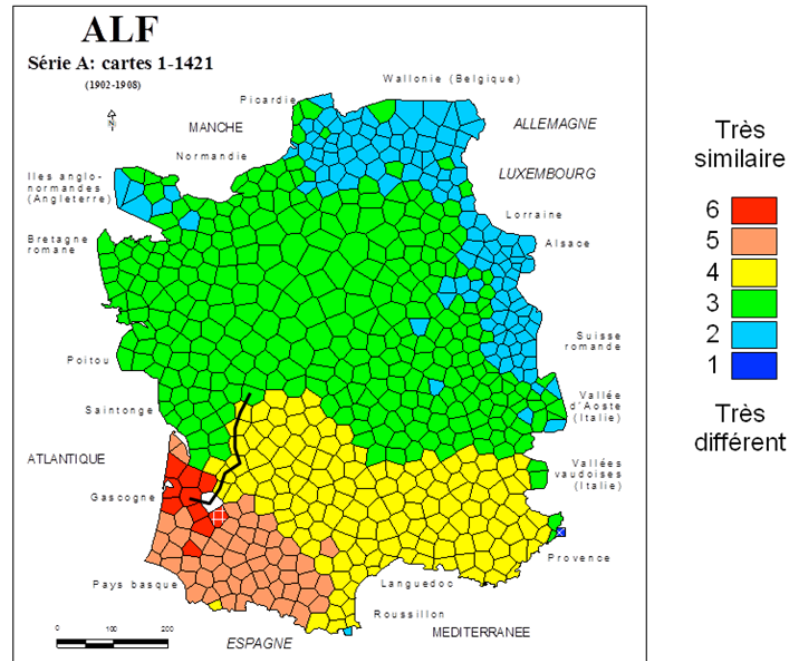 ALF
Série A: cartes 1-1421
(1902-1908)
N
Wallonie (Belgique)
Picardie
MANCHE
ALLEMAGNE
Normandie
LUXEMBOURG
Iles anglo-
normandes
(Angleterre)
Lorraine
Bretagne
romane
Alsace
Suisse
romande
Poitou
Vallée
d'Aoste
(Italie)
Saintonge
ATLANTIQUE
Vallées
vaudoises
(Italie)
Gascogne
Provence
Pays basque
Languedoc
Roussillon
MEDITERRANEE
ESPAGNE
0 100 200
Très
similaire
6
5
4
3
2
1
Très
différent